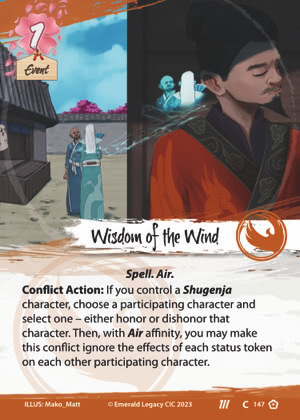 1
Event
Wisdom of the Wind
Spell. Air.
Conflict Action: If you control a Shugenja
character, choose a participating character and
select one – either honor or dishonor that
character. Then, with Air affinity, you may make
this conflict ignore the effects of each status token
on each other participating character.
ILLUS: Mako_Matt © Emerald Legacy CIC 2023 C 147